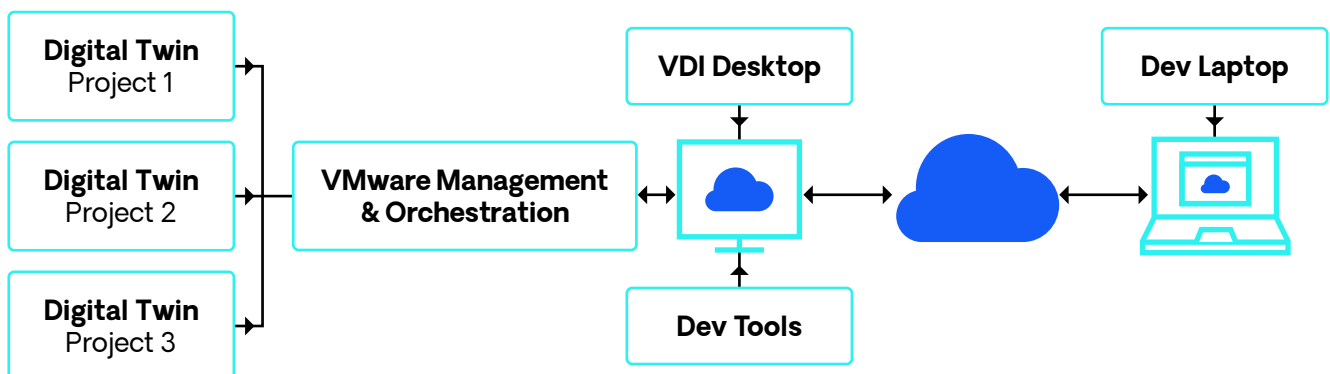 Digital Twin
Project 1
Digital Twin
Project 2
Digital Twin
Project 3
VMware Management
& Orchestration
VDI Desktop
Dev Tools
Dev Laptop